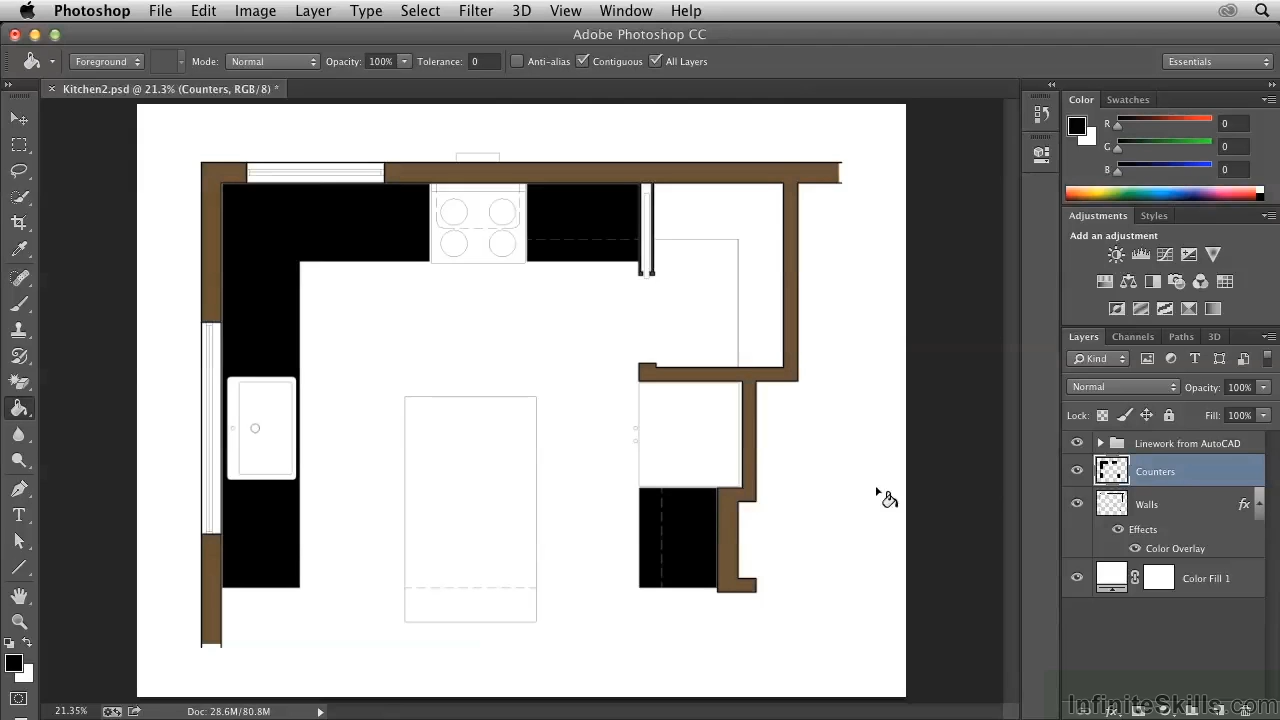 Photoshop File Edit Image Layer Type Select Filter 3D View Window Help
Adobe Photoshop CC
Foreground Mode: Normal Opacity: 100% Tolerance: 0 Anti-alias Contiguous All Layers Essentials
Kitchen2.psd @ 21.3% (Counters, RGB/8) *
Color Swatches
R 0
G 0
B 0
Adjustments Styles
Add an adjustment
Layers Channels Paths 3D
Kind
Normal Opacity: 100%
Lock: Fill: 100%
Linework from AutoCAD
Counters
Walls fx
Effects
Color Overlay
Color Fill 1
InfiniteSkills.com
21.35% Doc: 28.6M/80.8M